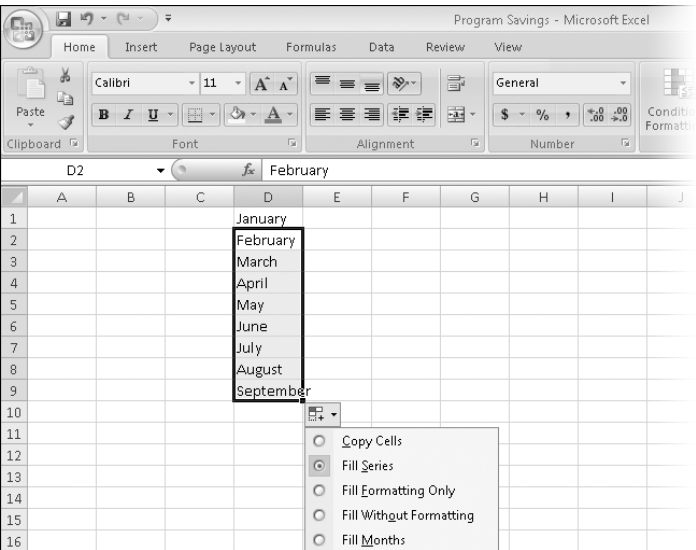 Program Savings - Microsoft Excel
Home Insert Page Layout Formulas Data Review View
Calibri 11 A A General
Paste B I U A $ % , .0 .00 .00 .0
Clipboard Font Alignment Number
D2 fx February
A B C D E F G H I J
1 January
2 February
3 March
4 April
5 May
6 June
7 July
8 August
9 September
10
11 Copy Cells
12 Fill Series
13
14 Fill Formatting Only
15 Fill Without Formatting
16 Fill Months